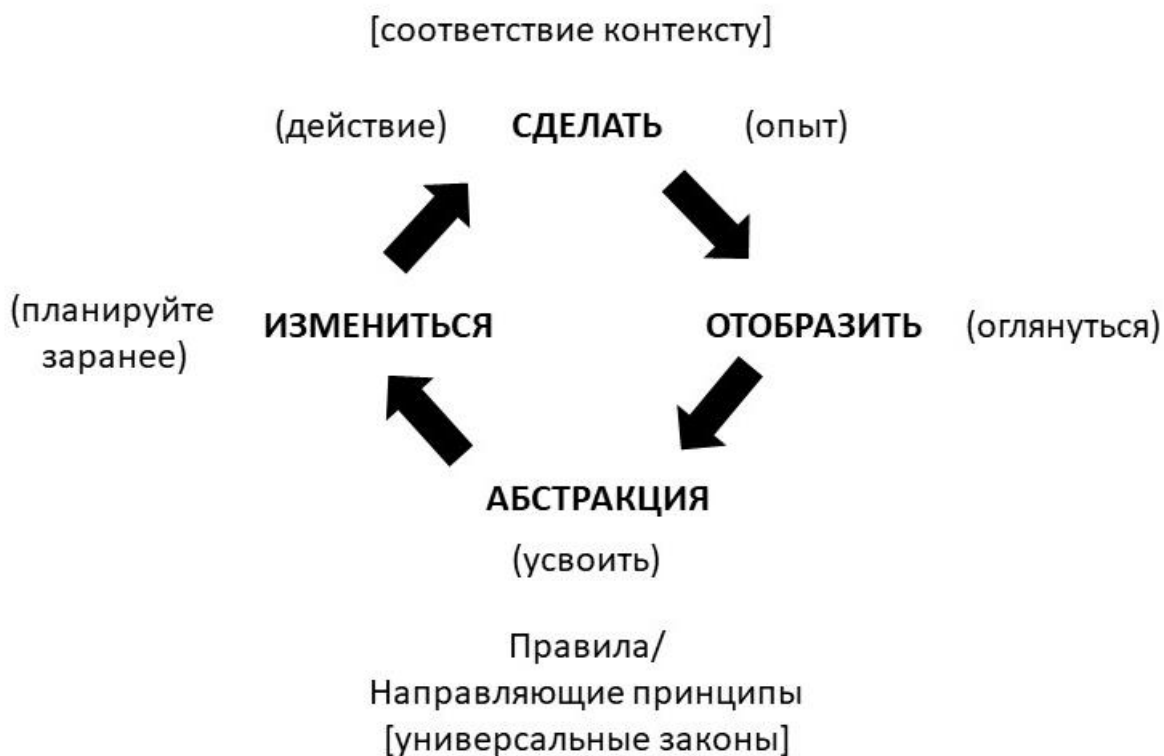 [соответствие контексту]
(действие) СДЕЛАТЬ (опыт)
(планируйте заранее)
ИЗМЕНИТЬСЯ
ОТОБРАЗИТЬ (оглянуться)
АБСТРАКЦИЯ
(усвоить)
Правила/
Направляющие принципы
[универсальные законы]